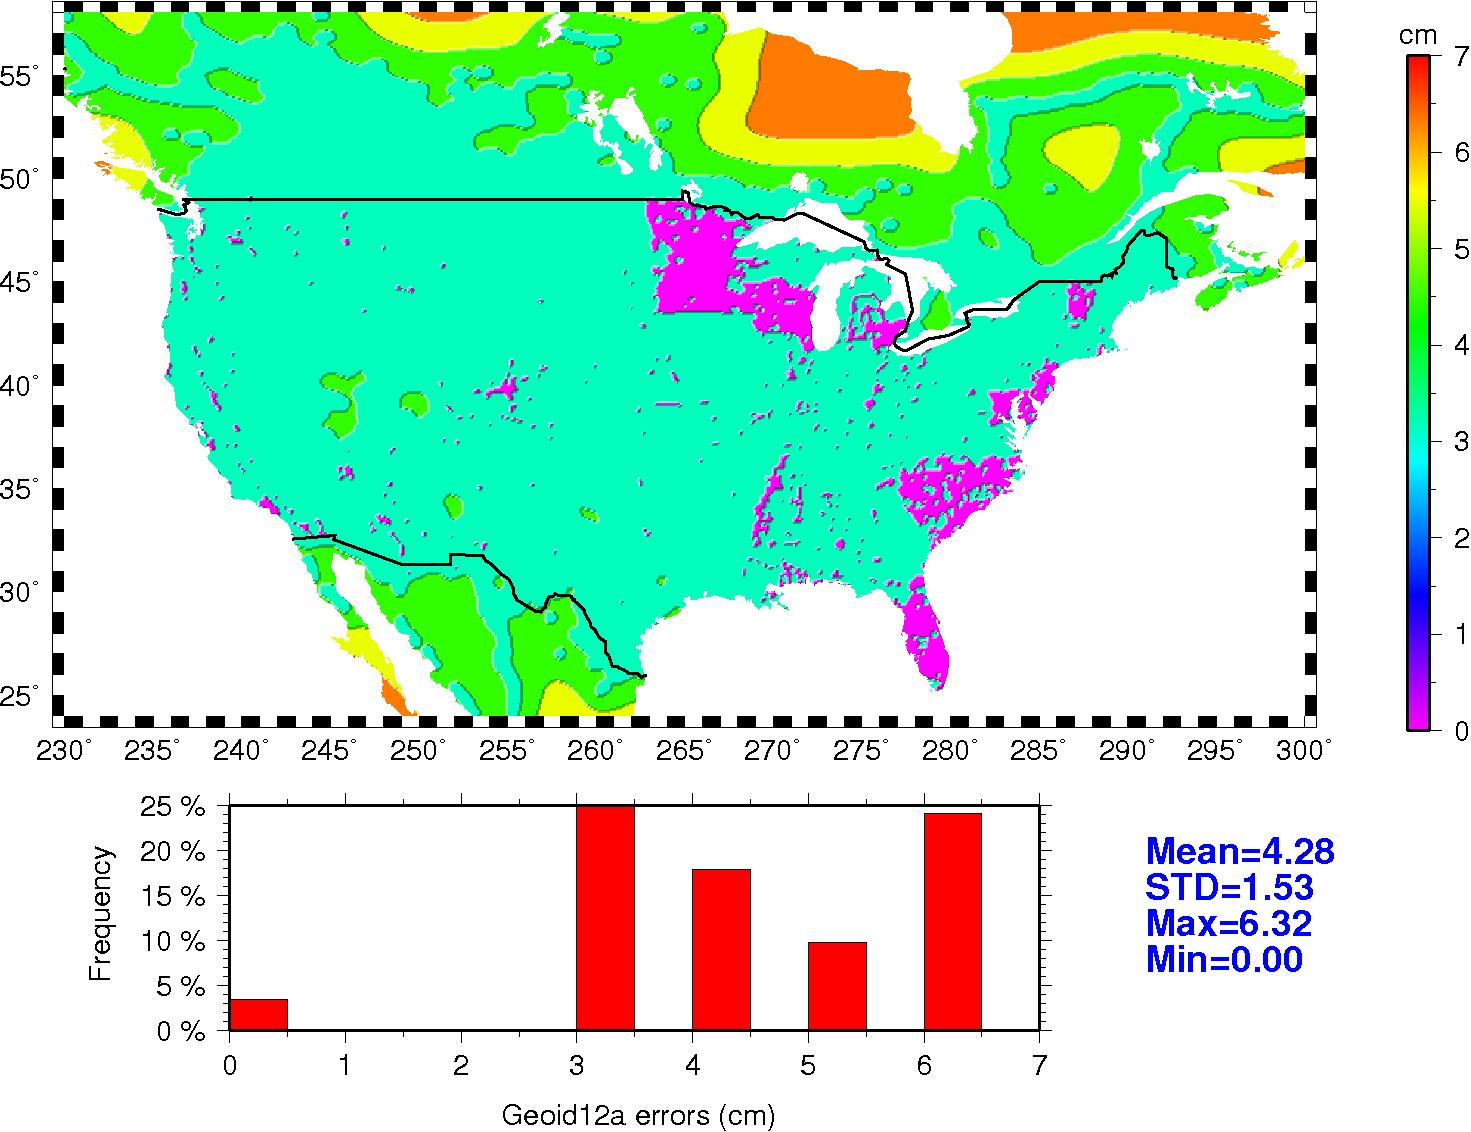 cm
7
6
5
4
3
2
1
0
55°
50°
45°
40°
35°
30°
25°
230° 235° 240° 245° 250° 255° 260° 265° 270° 275° 280° 285° 290° 295° 300°
25 %
20 %
15 %
10 %
5 %
0 %
Frequency
0 1 2 3 4 5 6 7
Geoid12a errors (cm)
Mean=4.28
STD=1.53
Max=6.32
Min=0.00